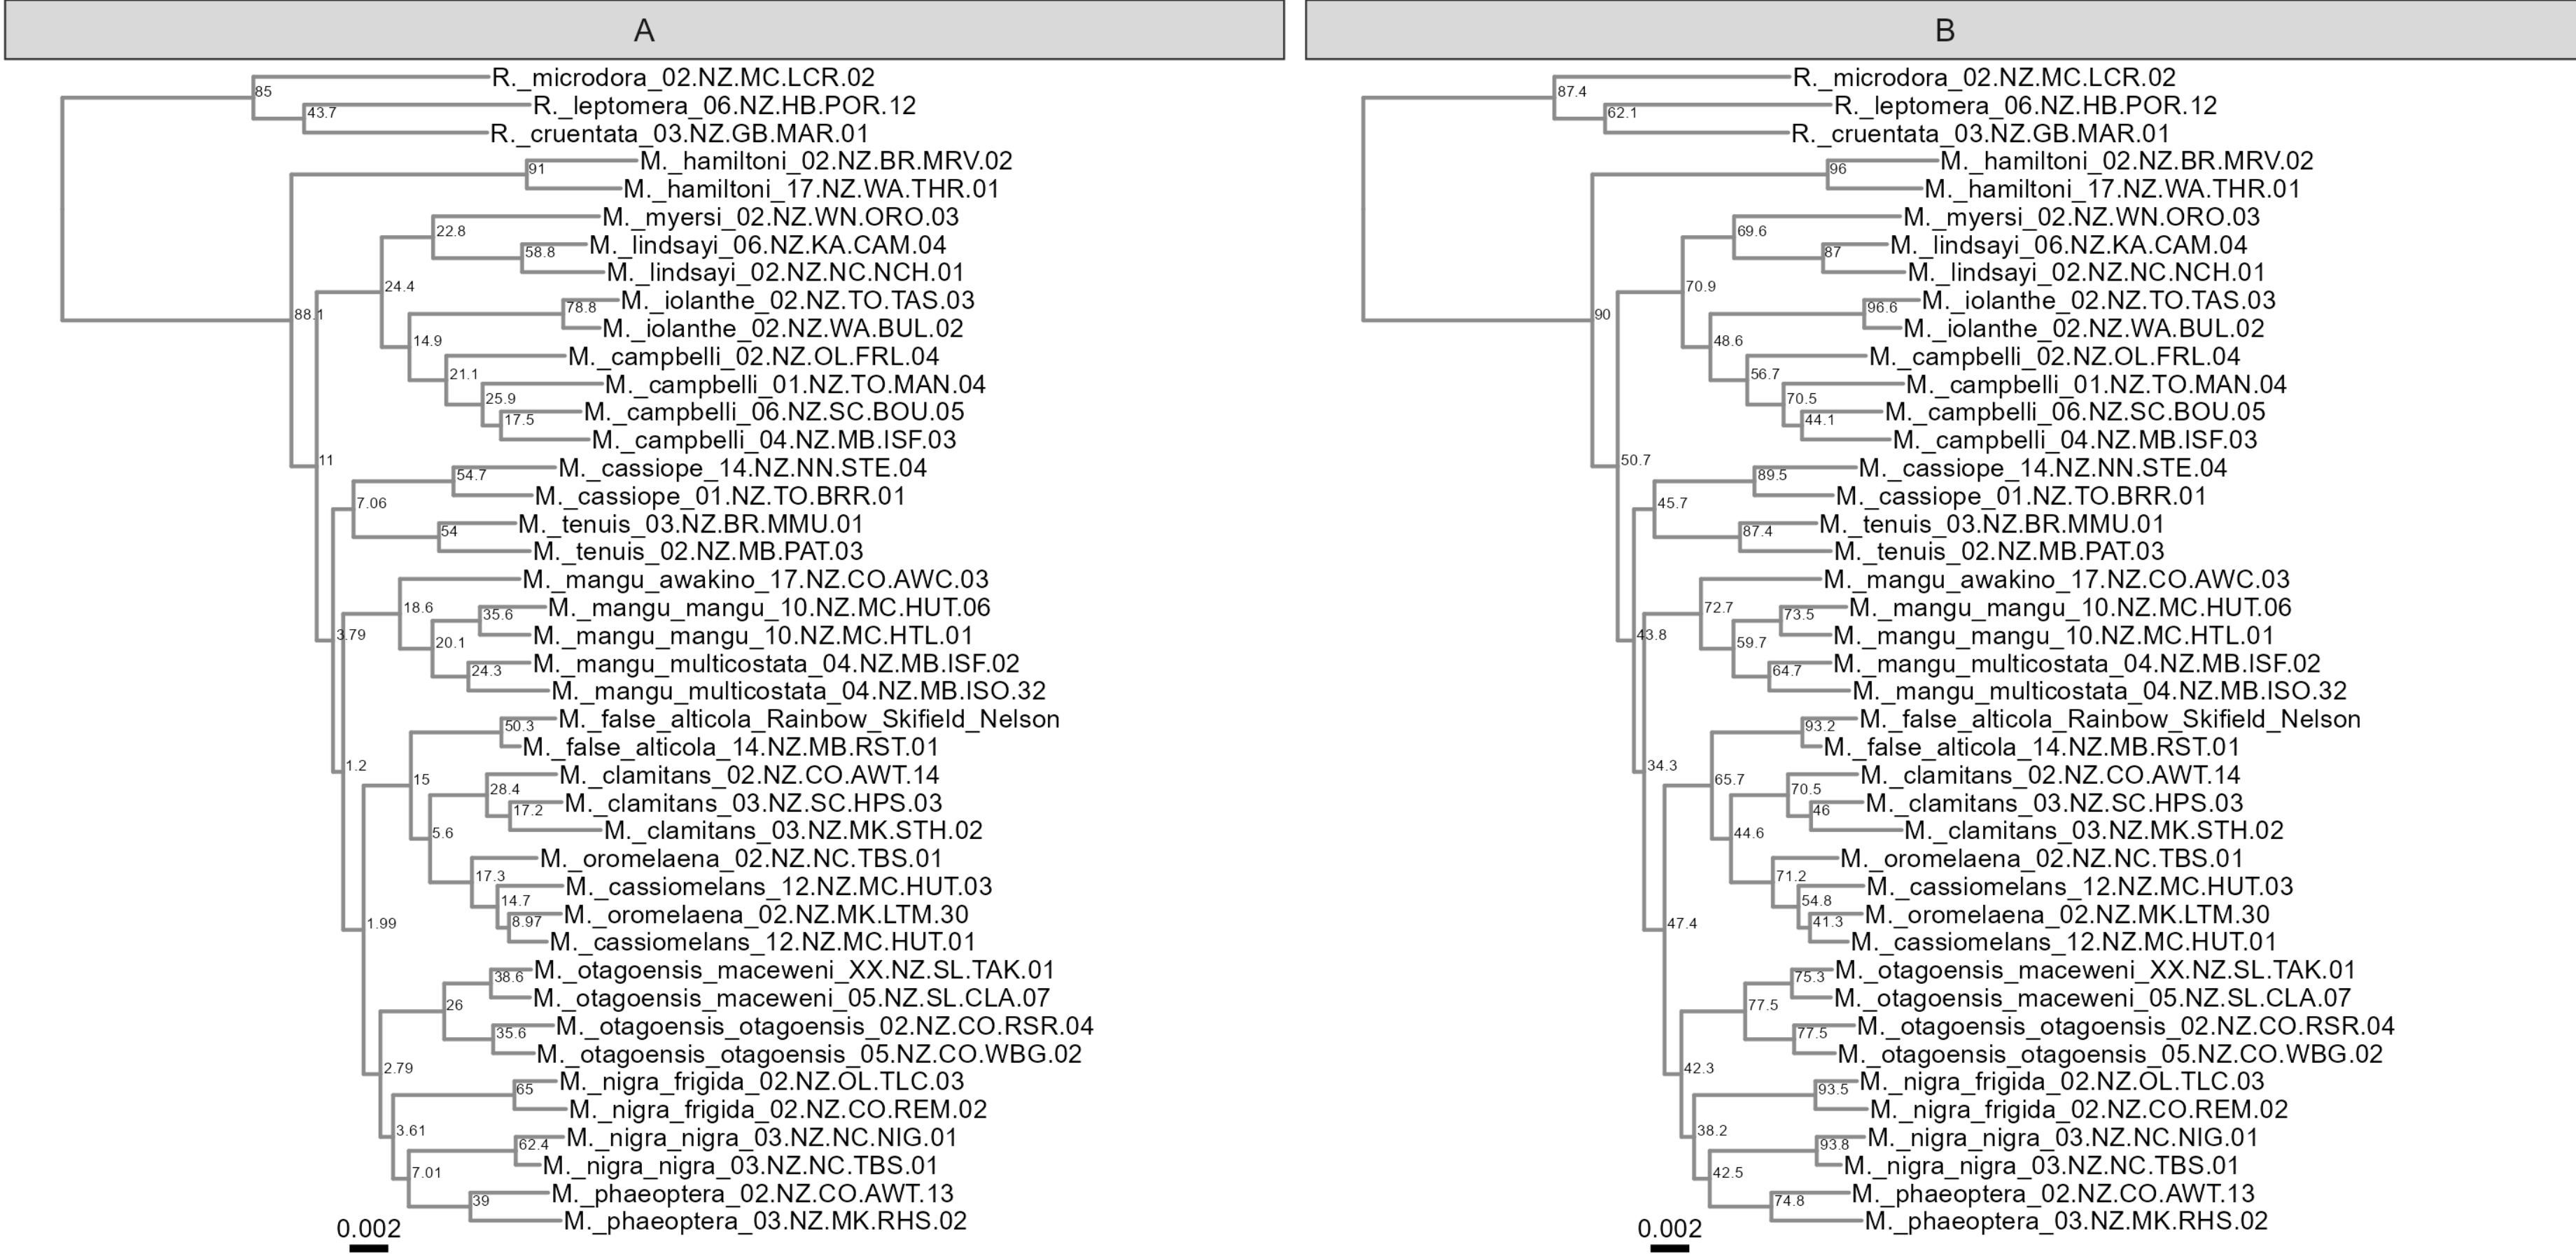 A
R._microdora_02.NZ.MC.LCR.02
85
R._leptomera_06.NZ.HB.POR.12
43.7
R._cruentata_03.NZ.GB.MAR.01
M._hamiltoni_02.NZ.BR.MRV.02
91
M._hamiltoni_17.NZ.WA.THR.01
M._myersi_02.NZ.WN.ORO.03
22.8
M._lindsayi_06.NZ.KA.CAM.04
58.8
M._lindsayi_02.NZ.NC.NCH.01
24.4
M._iolanthe_02.NZ.TO.TAS.03
78.8
88.1
M._iolanthe_02.NZ.WA.BUL.02
14.9
M._campbelli_02.NZ.OL.FRL.04
21.1
M._campbelli_01.NZ.TO.MAN.04
25.9
M._campbelli_06.NZ.SC.BOU.05
17.5
M._campbelli_04.NZ.MB.ISF.03
11
M._cassiope_14.NZ.NN.STE.04
54.7
M._cassiope_01.NZ.TO.BRR.01
7.06
M._tenuis_03.NZ.BR.MMU.01
54
M._tenuis_02.NZ.MB.PAT.03
M._mangu_awakino_17.NZ.CO.AWC.03
18.6
M._mangu_mangu_10.NZ.MC.HUT.06
35.6
M._mangu_mangu_10.NZ.MC.HTL.01
3.79
20.1
M._mangu_multicostata_04.NZ.MB.ISF.02
24.3
M._mangu_multicostata_04.NZ.MB.ISO.32
M._false_alticola_Rainbow_Skifield_Nelson
50.3
M._false_alticola_14.NZ.MB.RST.01
1.2
M._clamitans_02.NZ.CO.AWT.14
15
28.4
M._clamitans_03.NZ.SC.HPS.03
17.2
M._clamitans_03.NZ.MK.STH.02
5.6
M._oromelaena_02.NZ.NC.TBS.01
17.3
M._cassiomelans_12.NZ.MC.HUT.03
14.7
M._oromelaena_02.NZ.MK.LTM.30
8.97
1.99
M._cassiomelans_12.NZ.MC.HUT.01
M._otagoensis_maceweni_XX.NZ.SL.TAK.01
38.6
M._otagoensis_maceweni_05.NZ.SL.CLA.07
26
M._otagoensis_otagoensis_02.NZ.CO.RSR.04
35.6
M._otagoensis_otagoensis_05.NZ.CO.WBG.02
2.79
M._nigra_frigida_02.NZ.OL.TLC.03
65
M._nigra_frigida_02.NZ.CO.REM.02
3.61
M._nigra_nigra_03.NZ.NC.NIG.01
62.4
M._nigra_nigra_03.NZ.NC.TBS.01
7.01
M._phaeoptera_02.NZ.CO.AWT.13
39
M._phaeoptera_03.NZ.MK.RHS.02
0.002
B
R._microdora_02.NZ.MC.LCR.02
87.4
R._leptomera_06.NZ.HB.POR.12
62.1
R._cruentata_03.NZ.GB.MAR.01
M._hamiltoni_02.NZ.BR.MRV.02
96
M._hamiltoni_17.NZ.WA.THR.01
M._myersi_02.NZ.WN.ORO.03
69.6
M._lindsayi_06.NZ.KA.CAM.04
87
M._lindsayi_02.NZ.NC.NCH.01
70.9
M._iolanthe_02.NZ.TO.TAS.03
96.6
90
M._iolanthe_02.NZ.WA.BUL.02
48.6
M._campbelli_02.NZ.OL.FRL.04
56.7
M._campbelli_01.NZ.TO.MAN.04
70.5
M._campbelli_06.NZ.SC.BOU.05
44.1
M._campbelli_04.NZ.MB.ISF.03
50.7
M._cassiope_14.NZ.NN.STE.04
89.5
M._cassiope_01.NZ.TO.BRR.01
45.7
M._tenuis_03.NZ.BR.MMU.01
87.4
M._tenuis_02.NZ.MB.PAT.03
M._mangu_awakino_17.NZ.CO.AWC.03
72.7
M._mangu_mangu_10.NZ.MC.HUT.06
73.5
M._mangu_mangu_10.NZ.MC.HTL.01
43.8
59.7
M._mangu_multicostata_04.NZ.MB.ISF.02
64.7
M._mangu_multicostata_04.NZ.MB.ISO.32
M._false_alticola_Rainbow_Skifield_Nelson
93.2
M._false_alticola_14.NZ.MB.RST.01
34.3
M._clamitans_02.NZ.CO.AWT.14
65.7
70.5
M._clamitans_03.NZ.SC.HPS.03
46
M._clamitans_03.NZ.MK.STH.02
44.6
M._oromelaena_02.NZ.NC.TBS.01
71.2
M._cassiomelans_12.NZ.MC.HUT.03
54.8
M._oromelaena_02.NZ.MK.LTM.30
41.3
47.4
M._cassiomelans_12.NZ.MC.HUT.01
M._otagoensis_maceweni_XX.NZ.SL.TAK.01
75.3
M._otagoensis_maceweni_05.NZ.SL.CLA.07
77.5
M._otagoensis_otagoensis_02.NZ.CO.RSR.04
77.5
M._otagoensis_otagoensis_05.NZ.CO.WBG.02
42.3
M._nigra_frigida_02.NZ.OL.TLC.03
93.5
M._nigra_frigida_02.NZ.CO.REM.02
38.2
M._nigra_nigra_03.NZ.NC.NIG.01
93.8
M._nigra_nigra_03.NZ.NC.TBS.01
42.5
M._phaeoptera_02.NZ.CO.AWT.13
74.8
M._phaeoptera_03.NZ.MK.RHS.02
0.002